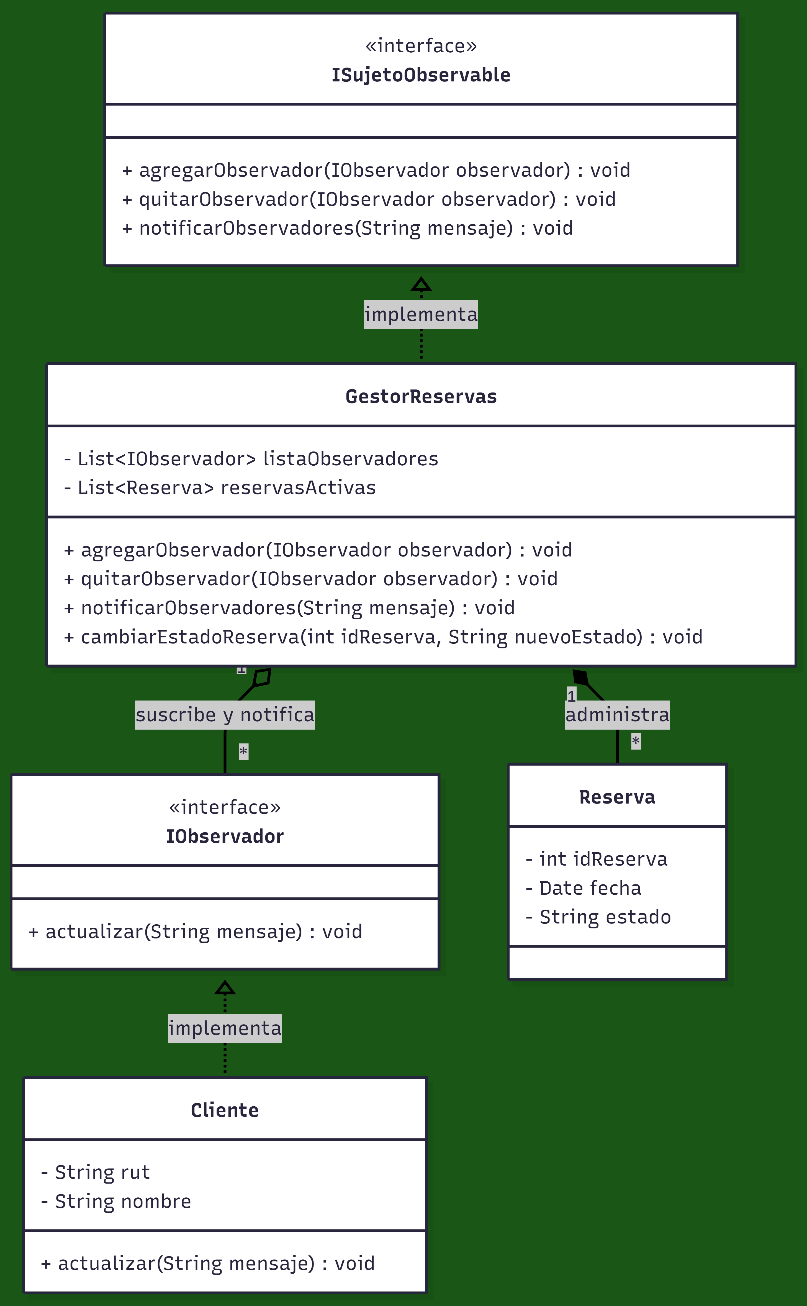 «interface»
ISujetoObservable
+ agregarObservador(IObservador observador) : void
+ quitarObservador(IObservador observador) : void
+ notificarObservadores(String mensaje) : void
implementa
GestorReservas
- List<IObservador> listaObservadores
- List<Reserva> reservasActivas
+ agregarObservador(IObservador observador) : void
+ quitarObservador(IObservador observador) : void
+ notificarObservadores(String mensaje) : void
+ cambiarEstadoReserva(int idReserva, String nuevoEstado) : void
1
suscribe y notifica
*
1
administra
*
«interface»
IObservador
+ actualizar(String mensaje) : void
Reserva
- int idReserva
- Date fecha
- String estado
implementa
Cliente
- String rut
- String nombre
+ actualizar(String mensaje) : void